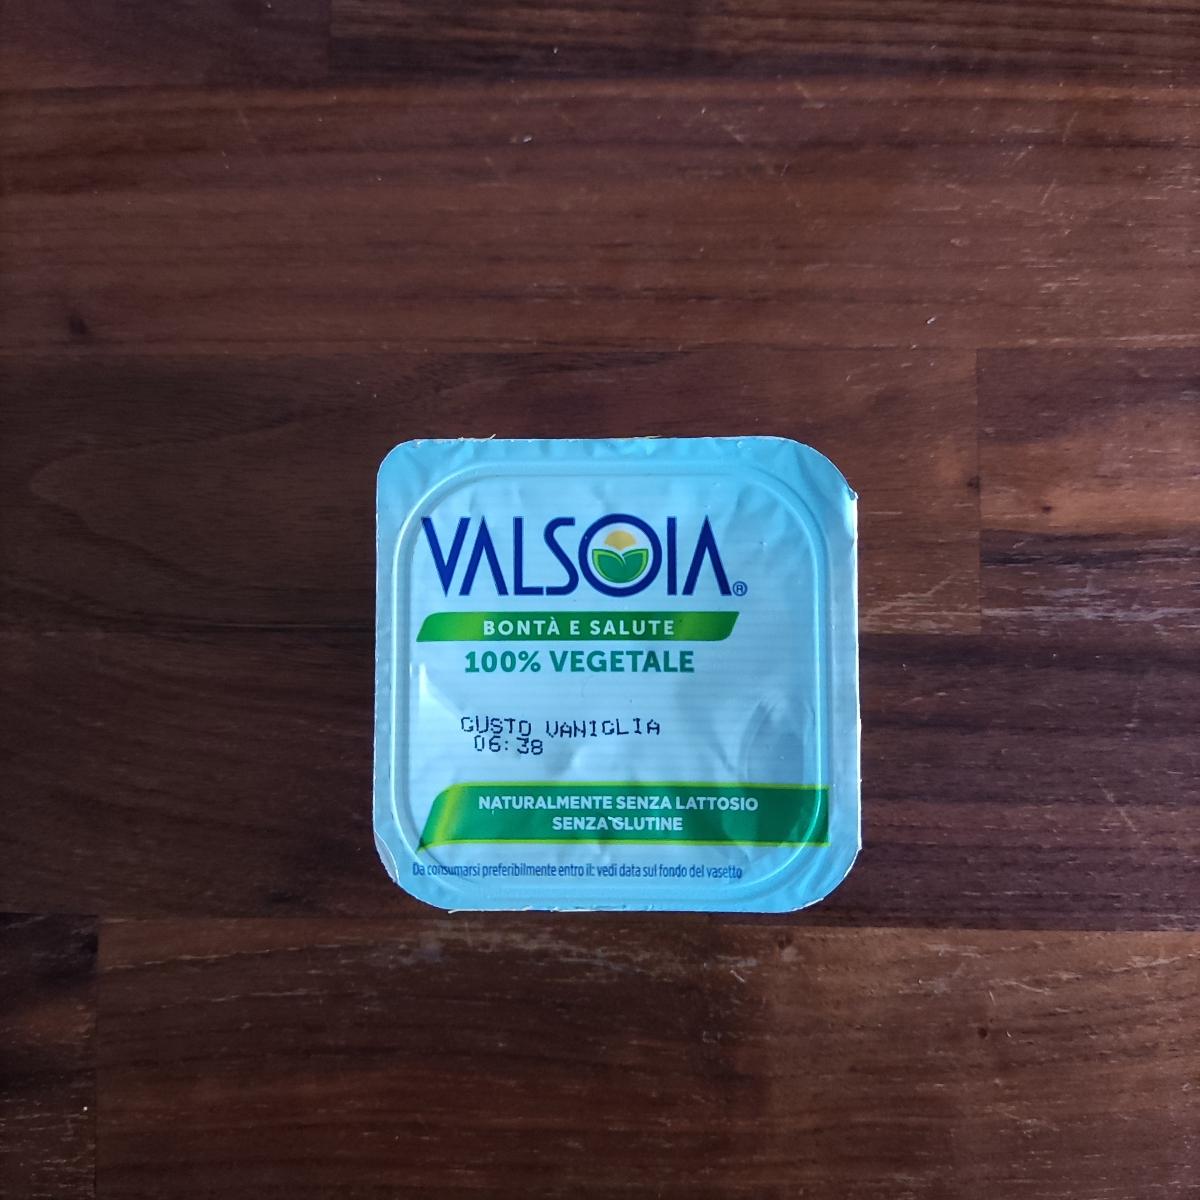 VALSOIA®
BONTÀ E SALUTE
100% VEGETALE
GUSTO VANIGLIA
06:38
NATURALMENTE SENZA LATTOSIO
SENZA GLUTINE
Da consumarsi preferibilmente entro il: vedi data sul fondo del vasetto